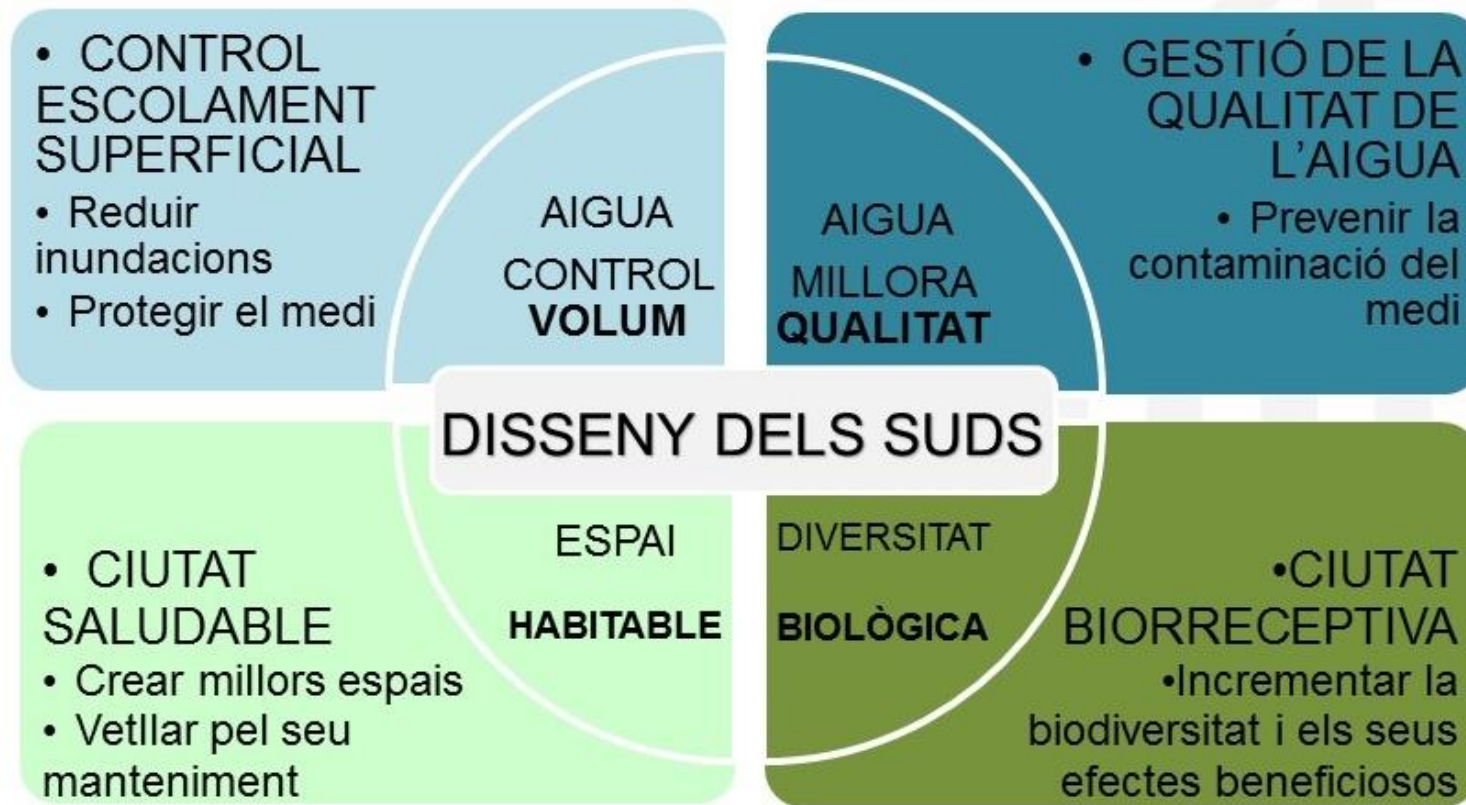 • CONTROL
ESCOLAMENT
SUPERFICIAL
• Reduir
inundacions
• Protegir el medi
AIGUA
CONTROL
VOLUM
AIGUA
MILLORA
QUALITAT
• GESTIÓ DE LA
QUALITAT DE
L’AIGUA
• Prevenir la
contaminació del
medi
DISSENY DELS SUDS
• CIUTAT
SALUDABLE
• Crear millors espais
• Vetllar pel seu
manteniment
ESPAI
HABITABLE
DIVERSITAT
BIOLÒGICA
•CIUTAT
BIORRECEPTIVA
•Incrementar la
biodiversitat i els seus
efectes beneficiosos